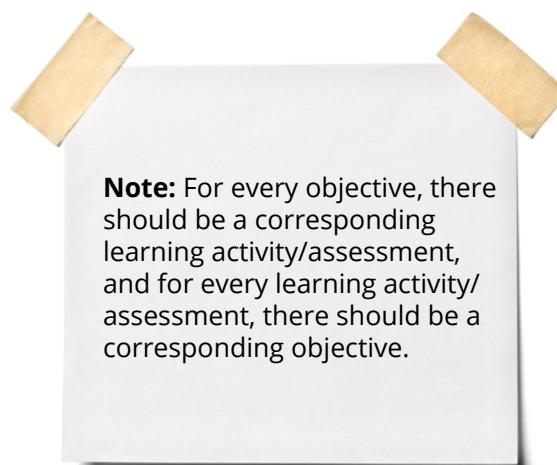 Note: For every objective, there
should be a corresponding
learning activity/assessment,
and for every learning activity/
assessment, there should be a
corresponding objective.